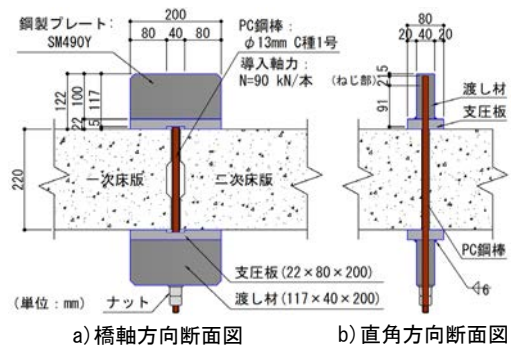 200
80 40 80
鋼製プレート:
SM490Y
PC鋼棒:
φ13mm C種1号
導入軸力:
N=90 kN/本
122
100
117
22
5
220
一次床版
二次床版
支圧板(22×80×200)
渡し材(117×40×200)
(単位:mm)
ナット
a)橋軸方向断面図
80
20 40 20
(ねじ部)
21
5
91
渡し材
支圧板
PC鋼棒
6
b)直角方向断面図